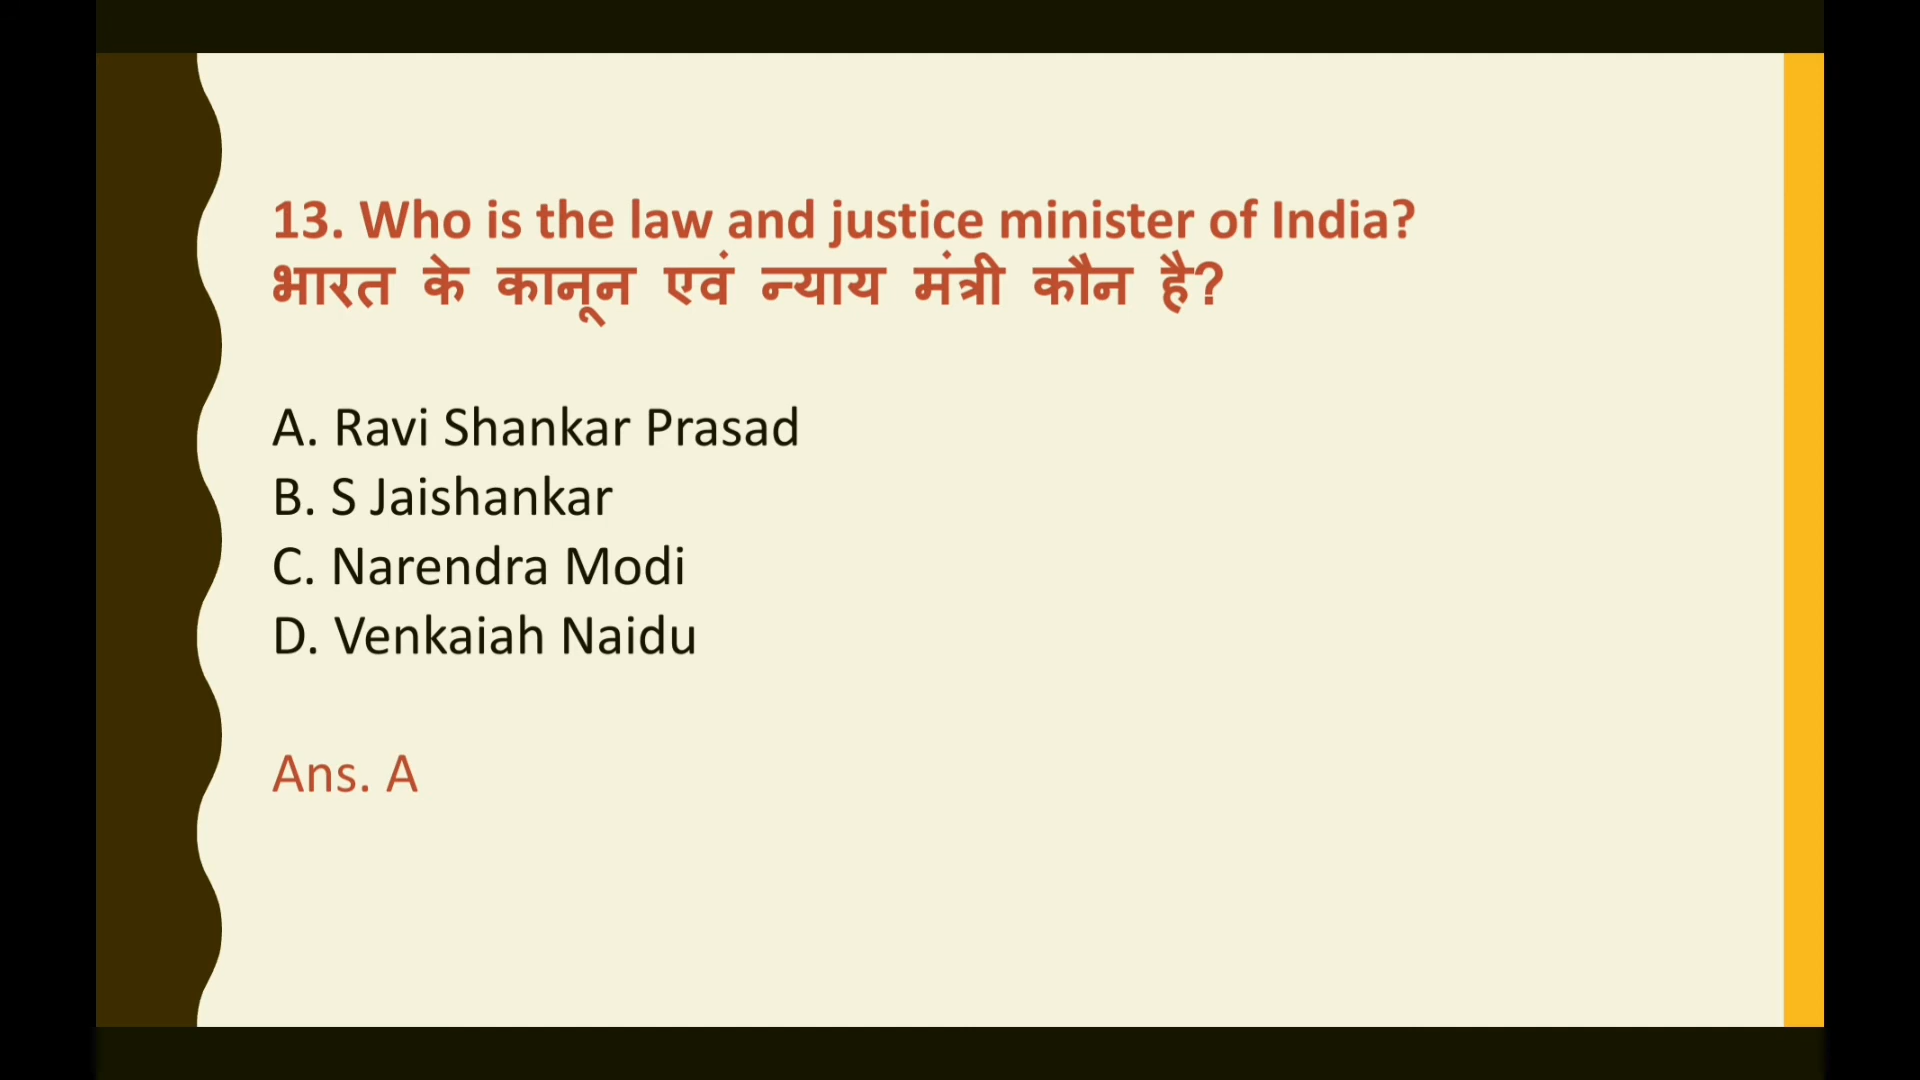 13. Who is the law and justice minister of India?
भारत के कानून एवं न्याय मंत्री कौन है?
A. Ravi Shankar Prasad
B. S Jaishankar
C. Narendra Modi
D. Venkaiah Naidu
Ans. A